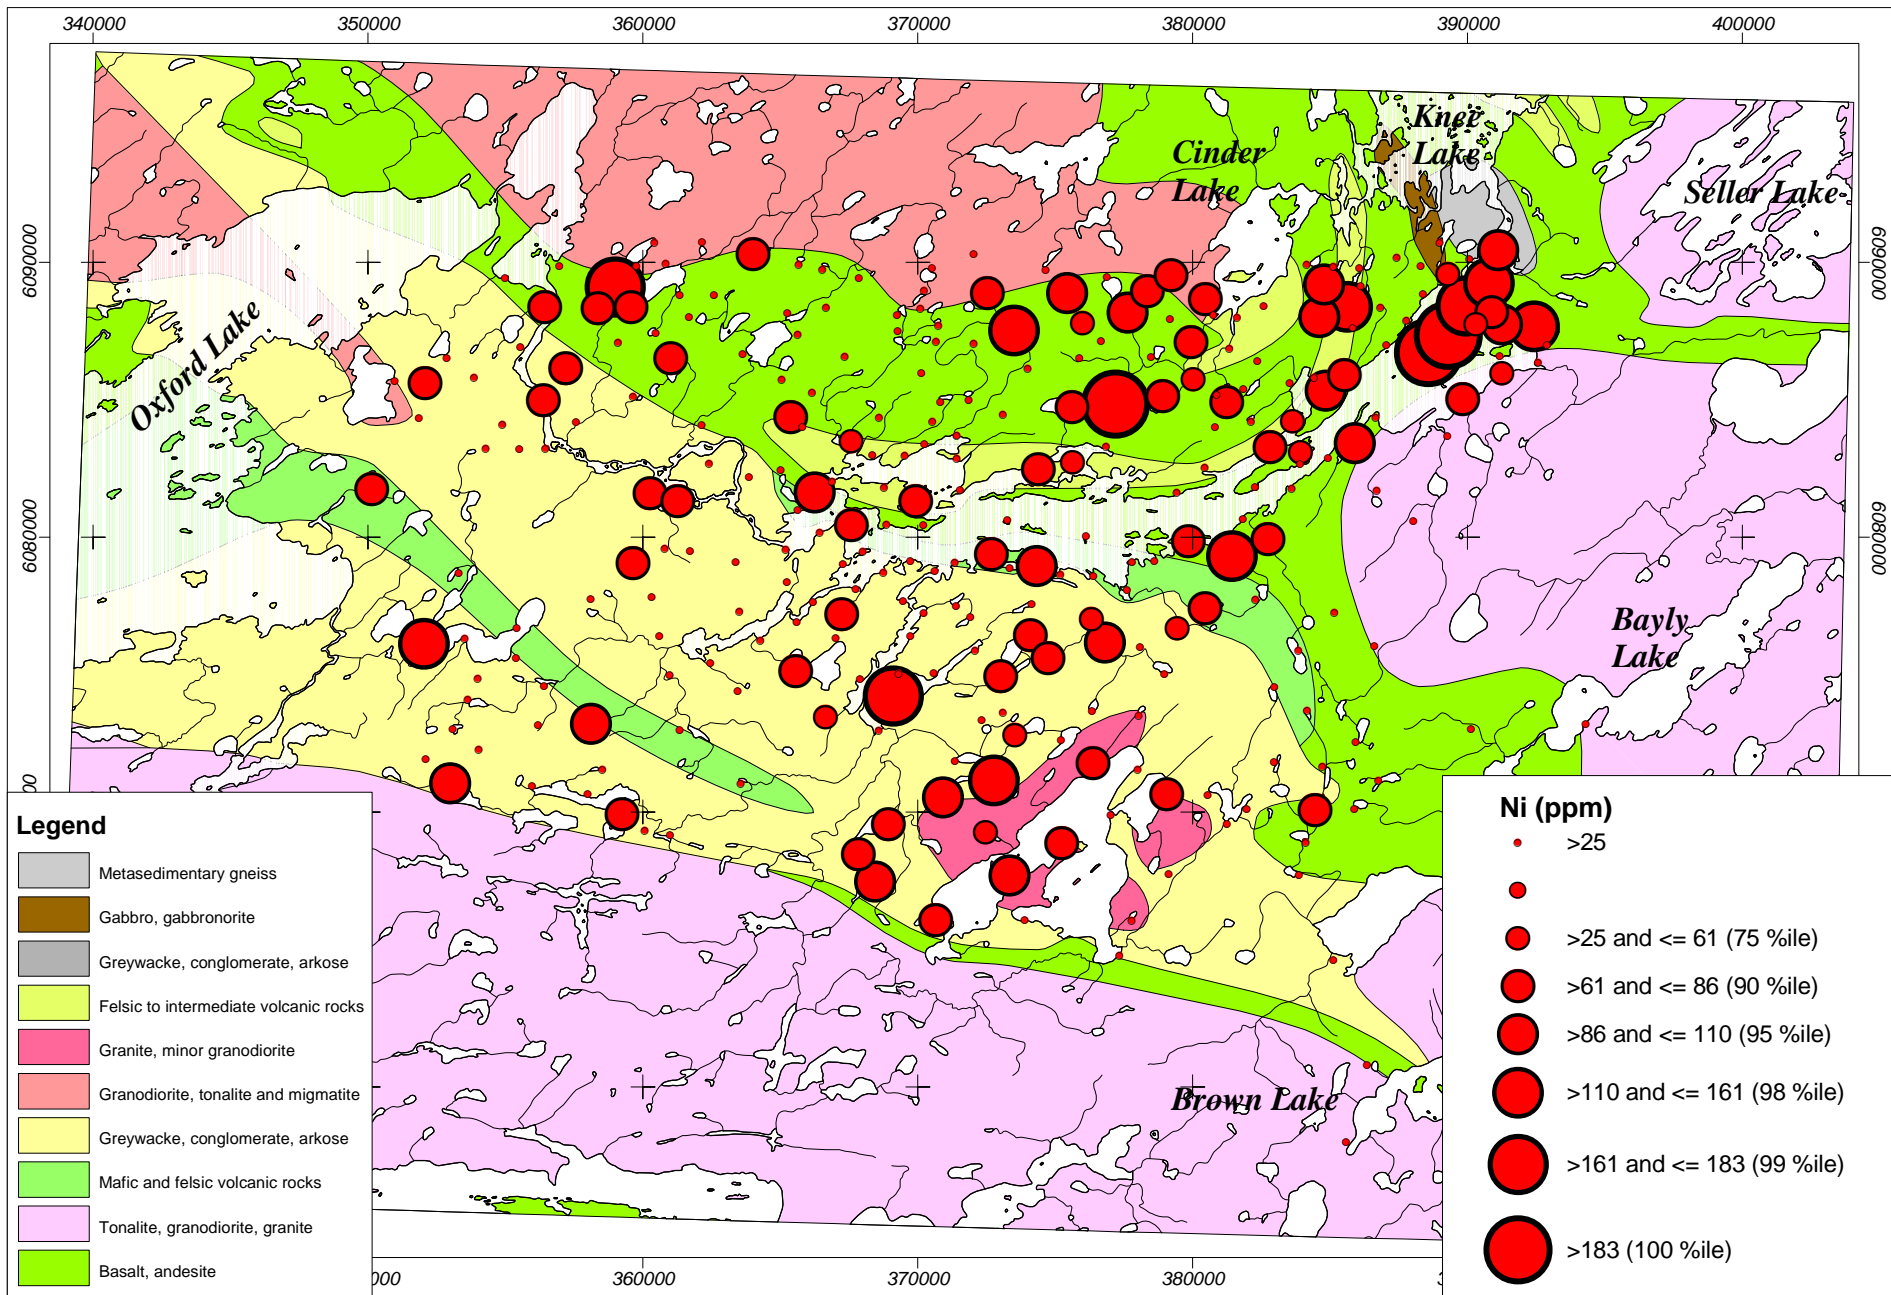 340000 350000 360000 370000 380000 390000 400000
Knee
Lake
Cinder
Lake
Seller Lake
6090000
6090000
Oxford Lake
6080000
6080000
Bayly
Lake
Brown Lake
Legend
Metasedimentary gneiss
Gabbro, gabbronorite
Greywacke, conglomerate, arkose
Felsic to intermediate volcanic rocks
Granite, minor granodiorite
Granodiorite, tonalite and migmatite
Greywacke, conglomerate, arkose
Mafic and felsic volcanic rocks
Tonalite, granodiorite, granite
Basalt, andesite
Ni (ppm)
>25
>25 and <= 61 (75 %ile)
>61 and <= 86 (90 %ile)
>86 and <= 110 (95 %ile)
>110 and <= 161 (98 %ile)
>161 and <= 183 (99 %ile)
>183 (100 %ile)
360000 370000 380000